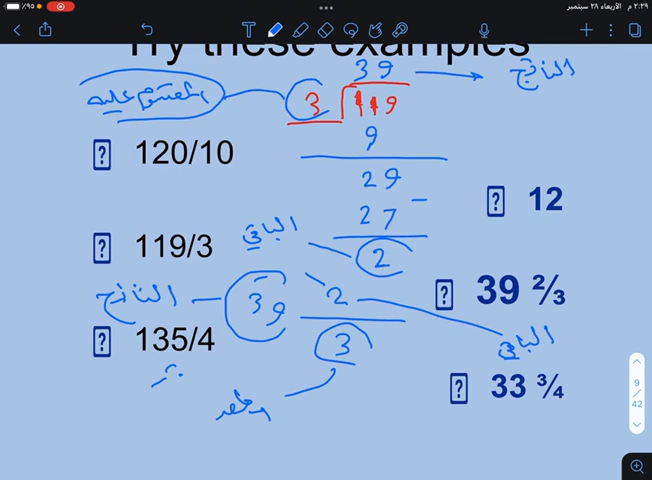 ٪٩٥ ٢:٢٩ م الأربعاء ٢٨ سبتمبر
Try these examples
39 الناتج
المقسوم عليه 3 119
9
120/10
29
12
27
الباقي
119/3
2
39 ⅔
الناتج 39 2
3
الباقي
135/4
33 ¾
9
/
42